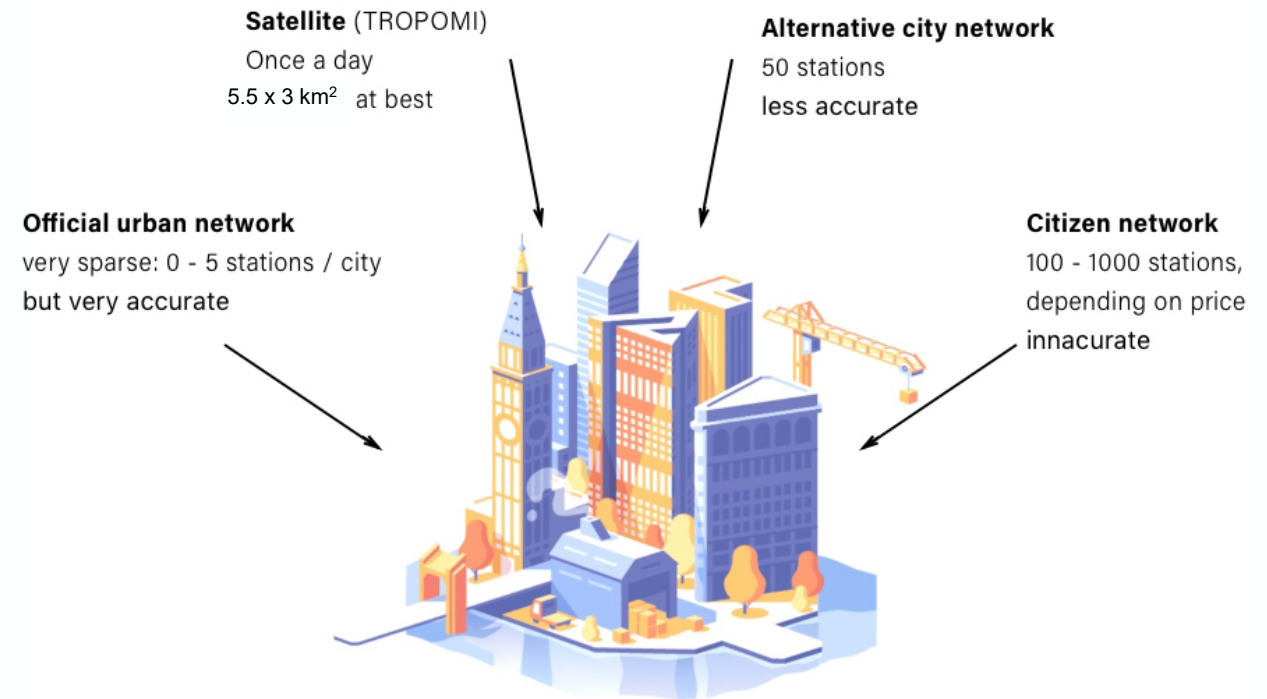 Satellite (TROPOMI)
Once a day
5.5 x 3 km² at best
Alternative city network
50 stations
less accurate
Official urban network
very sparse: 0 - 5 stations / city
but very accurate
Citizen network
100 - 1000 stations,
depending on price
innacurate